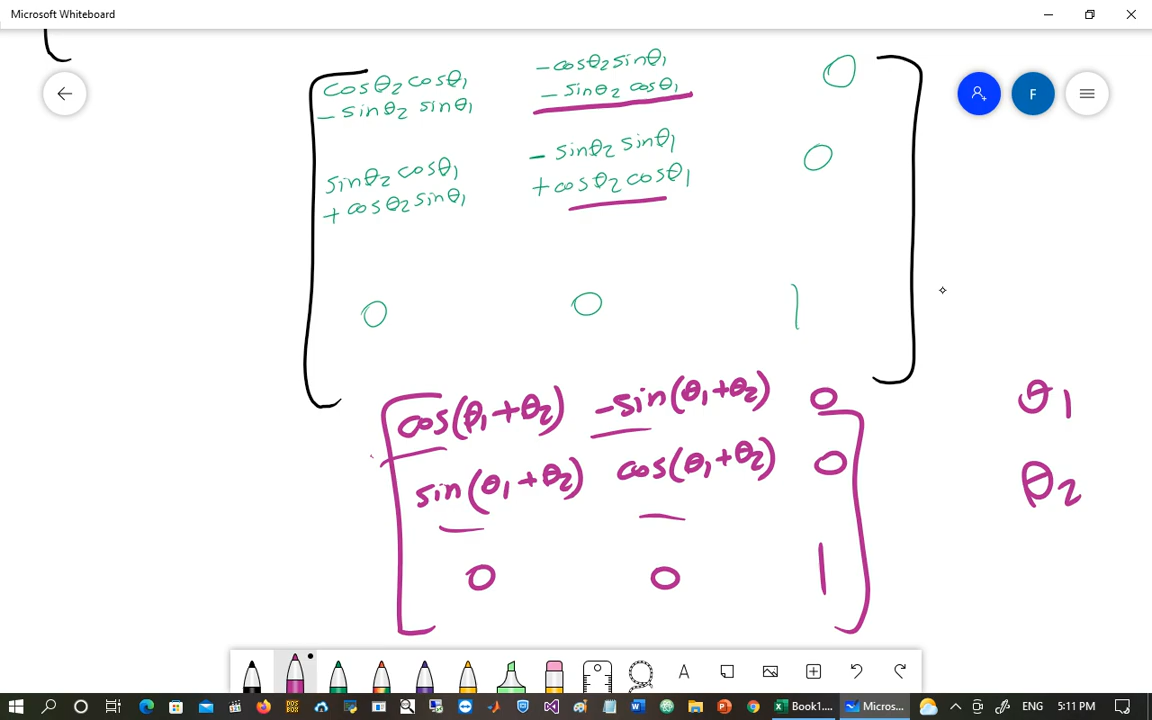 Microsoft Whiteboard
cosθ₂ cosθ₁ -cosθ₂ sinθ₁ 0
- sinθ₂ sinθ₁ - sinθ₂ cosθ₁
sinθ₂ cosθ₁ - sinθ₂ sinθ₁ 0
+ cosθ₂ sinθ₁ + cosθ₂ cosθ₁
0 0 1
F
cos(θ₁+θ₂) -sin(θ₁+θ₂) 0
sin(θ₁+θ₂) cos(θ₁+θ₂) 0
0 0 1
θ1
θ2
A
Book1....
Micros...
ENG
5:11 PM